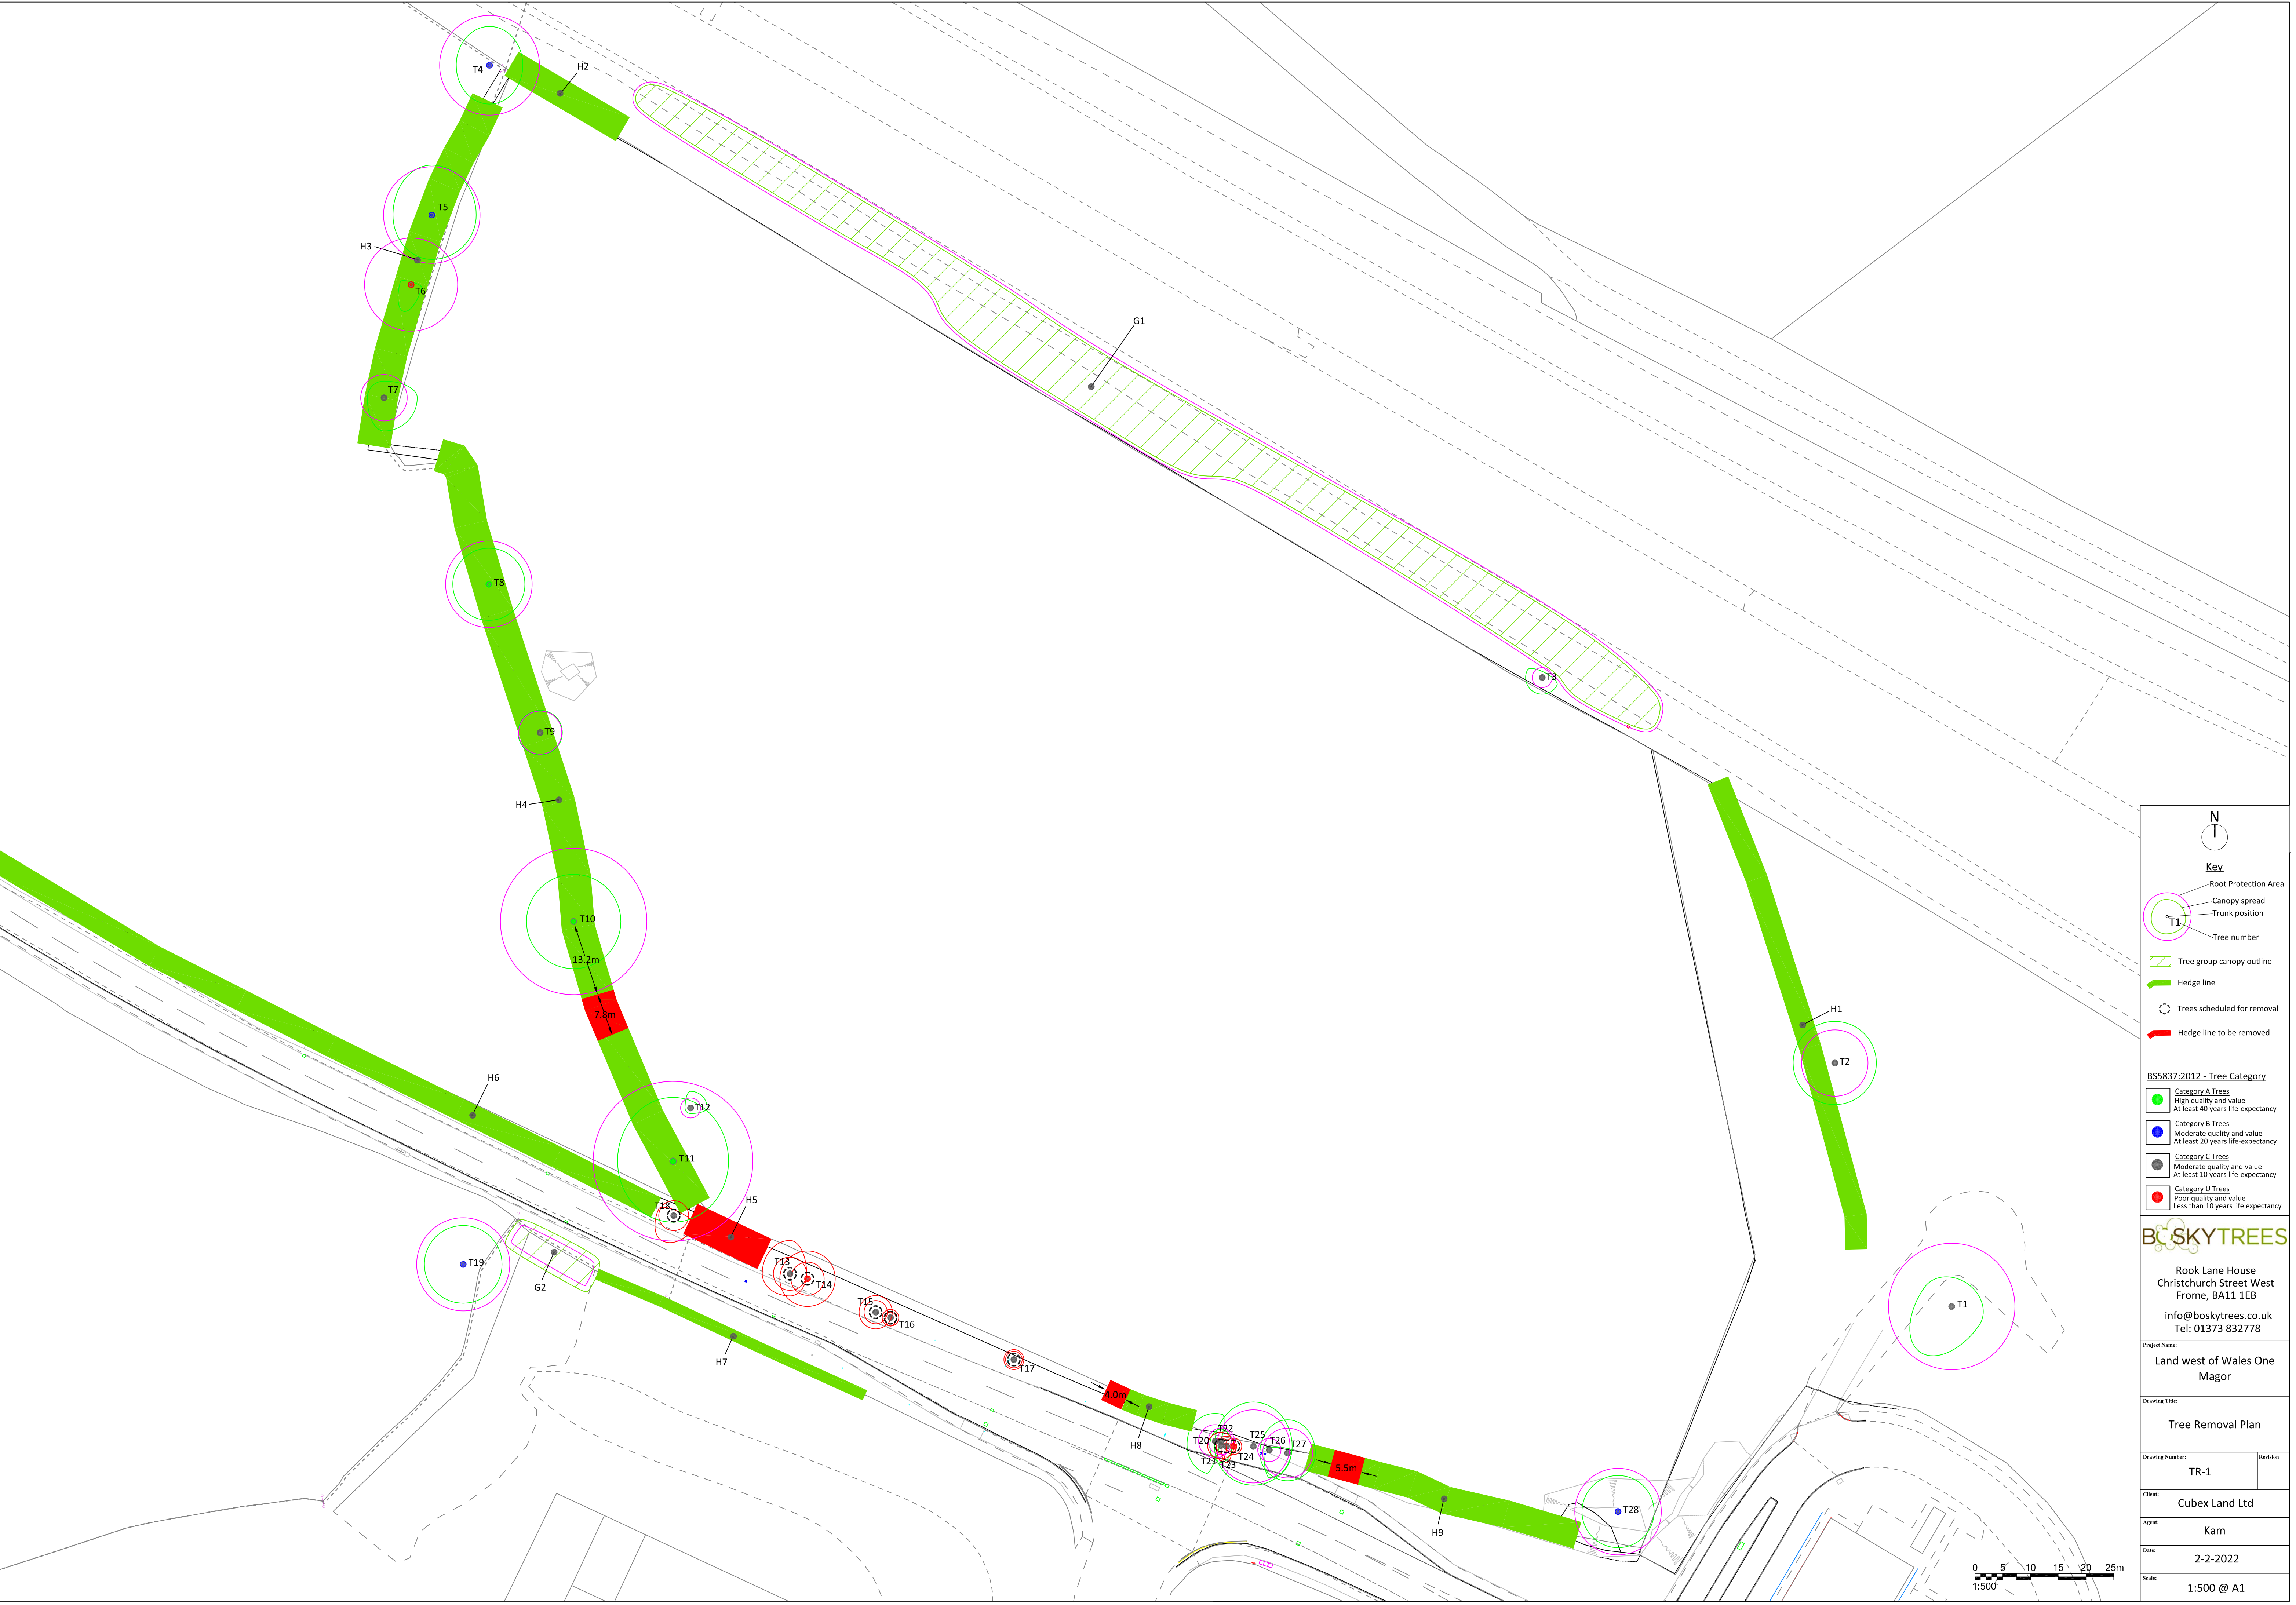 T4
H2
T5
H3
T6
G1
T7
T8
T3
T9
H4
T10
13.2m
7.8m
H1
T2
H6
T12
T11
T18
H5
T19
T13
T14
G2
T15
T16
T1
H7
T17
4.0m
H8
T20
T22
T21
T23
T24
T25
T26
T27
5.5m
H9
T28
0 5 10 15 20 25m
1:500
N
Key
Root Protection Area
Canopy spread
Trunk position
T1
Tree number
Tree group canopy outline
Hedge line
Trees scheduled for removal
Hedge line to be removed
BS5837:2012 - Tree Category
Category A Trees
High quality and value
At least 40 years life-expectancy
Category B Trees
Moderate quality and value
At least 20 years life-expectancy
Category C Trees
Moderate quality and value
At least 10 years life-expectancy
Category U Trees
Poor quality and value
Less than 10 years life expectancy
BOSKYTREES
Rook Lane House
Christchurch Street West
Frome, BA11 1EB
info@boskytrees.co.uk
Tel: 01373 832778
Project Name:
Land west of Wales One
Magor
Drawing Title:
Tree Removal Plan
Drawing Number:
Revision
TR-1
Client:
Cubex Land Ltd
Agent:
Kam
Date:
2-2-2022
Scale:
1:500 @ A1